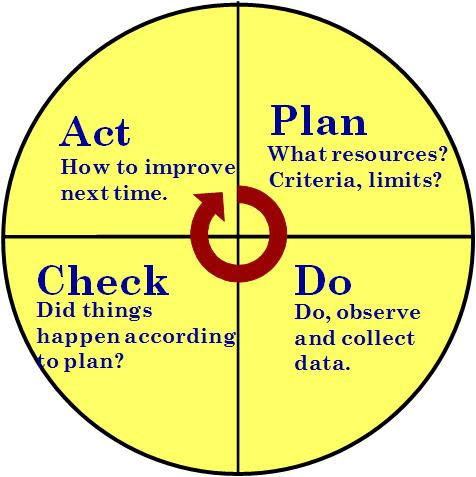 Act
How to improve
next time.
Plan
What resources?
Criteria, limits?
Check
Did things
happen according
to plan?
Do
Do, observe
and collect
data.